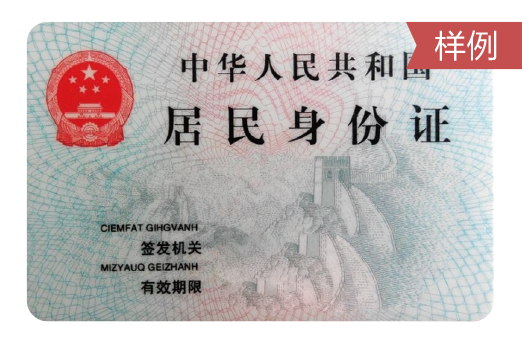 样例
中华人民共和国
居民身份证
CIEMFAT GIHGVANH
签发机关
MIZYAUQ GEIZHANH
有效期限